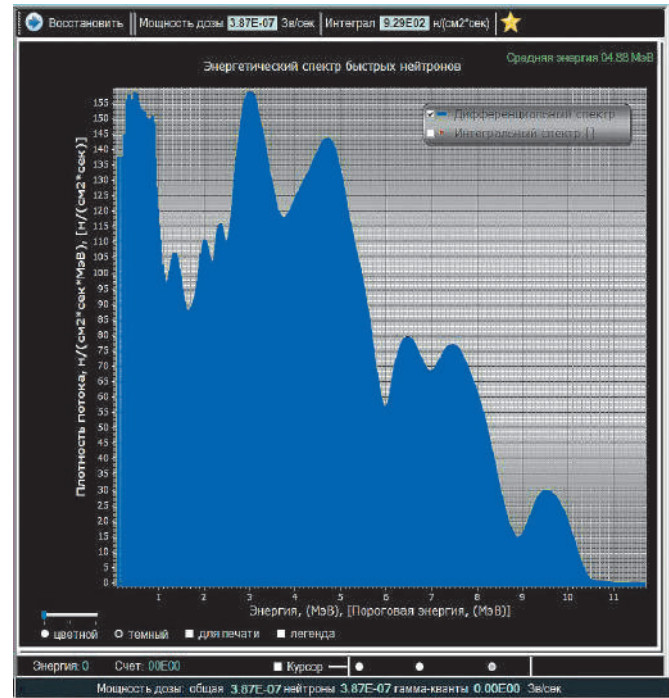 Восстановить Мощность дозы 3.87E-07 Зв/сек Интеграл 9.29E02 н/(см2*сек)
Средняя энергия 04.88 МэВ
Энергетический спектр быстрых нейтронов
Дифференциальный спектр
Интегральный спектр []
Плотность потока, н/(см2*сек*МэВ), [н/(см2*сек)]
155
150
145
140
135
130
125
120
115
110
105
100
95
90
85
80
75
70
65
60
55
50
45
40
35
30
25
20
15
10
5
0
1 2 3 4 5 6 7 8 9 10 11
Энергия, (МэВ), [Пороговая энергия, (МэВ)]
цветной темный для печати легенда
Энергия: 0 Счет: 00E00 Курсор
Мощность дозы: общая 3.87E-07 нейтроны 3.87E-07 гамма-кванты 0.00E00 Зв/сек